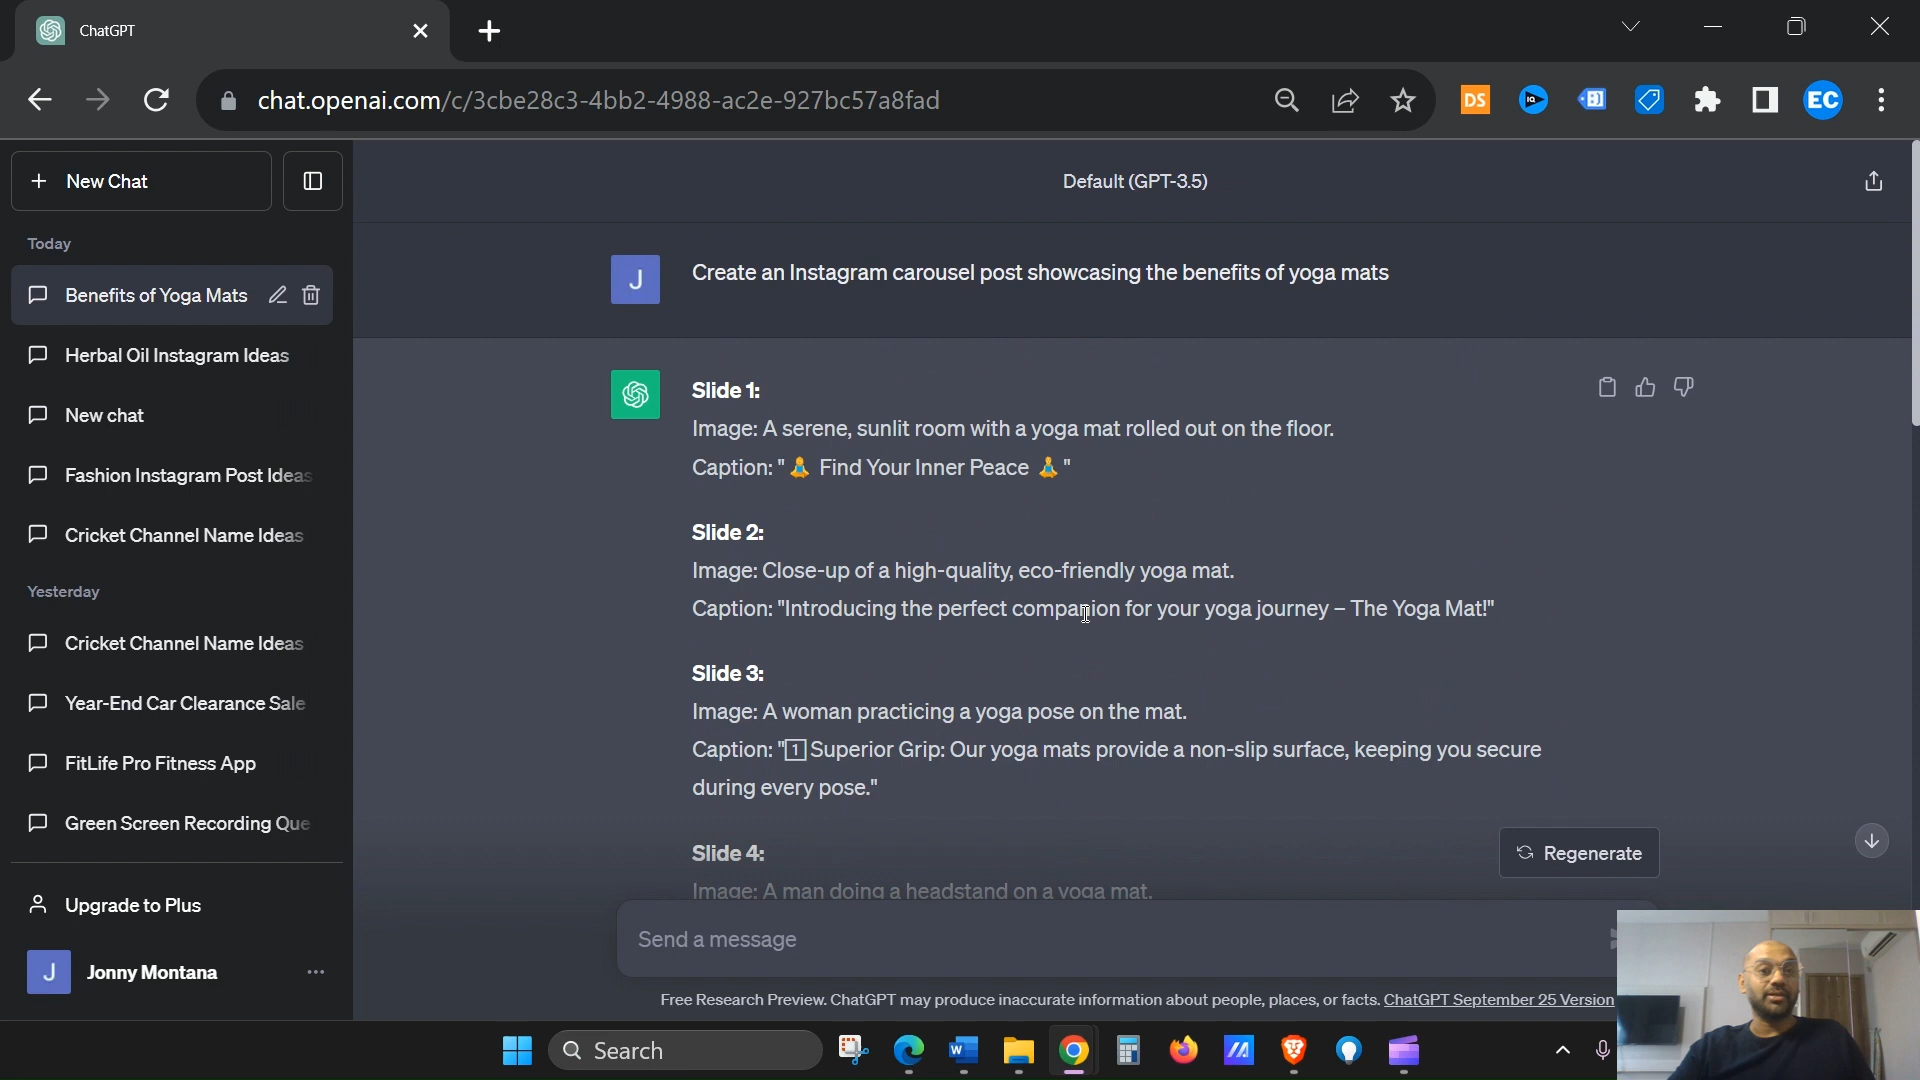 ChatGPT
chat.openai.com/c/3cbe28c3-4bb2-4988-ac2e-927bc57a8fad
DS
IQ
EC
New Chat
Default (GPT-3.5)
Today
Benefits of Yoga Mats
Herbal Oil Instagram Ideas
New chat
Fashion Instagram Post Ideas
Cricket Channel Name Ideas
Yesterday
Cricket Channel Name Ideas
Year-End Car Clearance Sale
FitLife Pro Fitness App
Green Screen Recording Que
Upgrade to Plus
J Jonny Montana
J Create an Instagram carousel post showcasing the benefits of yoga mats
Slide 1:
Image: A serene, sunlit room with a yoga mat rolled out on the floor.
Caption: "🧘 Find Your Inner Peace 🧘"
Slide 2:
Image: Close-up of a high-quality, eco-friendly yoga mat.
Caption: "Introducing the perfect companion for your yoga journey – The Yoga Mat!"
Slide 3:
Image: A woman practicing a yoga pose on the mat.
Caption: "1️⃣ Superior Grip: Our yoga mats provide a non-slip surface, keeping you secure
during every pose."
Slide 4:
Image: A man doing a headstand on a yoga mat.
Regenerate
Send a message
Free Research Preview. ChatGPT may produce inaccurate information about people, places, or facts. ChatGPT September 25 Version
Search